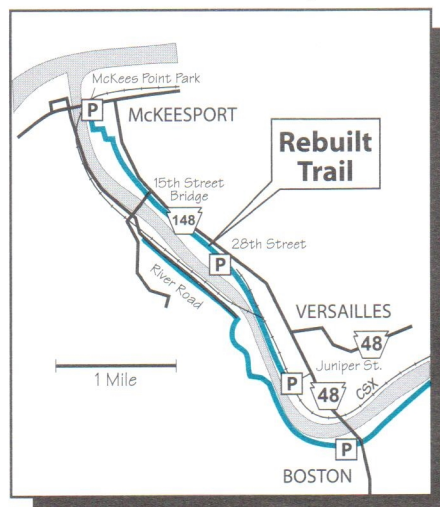 McKees Point Park
P
McKEESPORT
Rebuilt
Trail
15th Street
Bridge
148
28th Street
P
River Road
VERSAILLES
48
1 Mile
Juniper St.
P
48
CSX
P
BOSTON